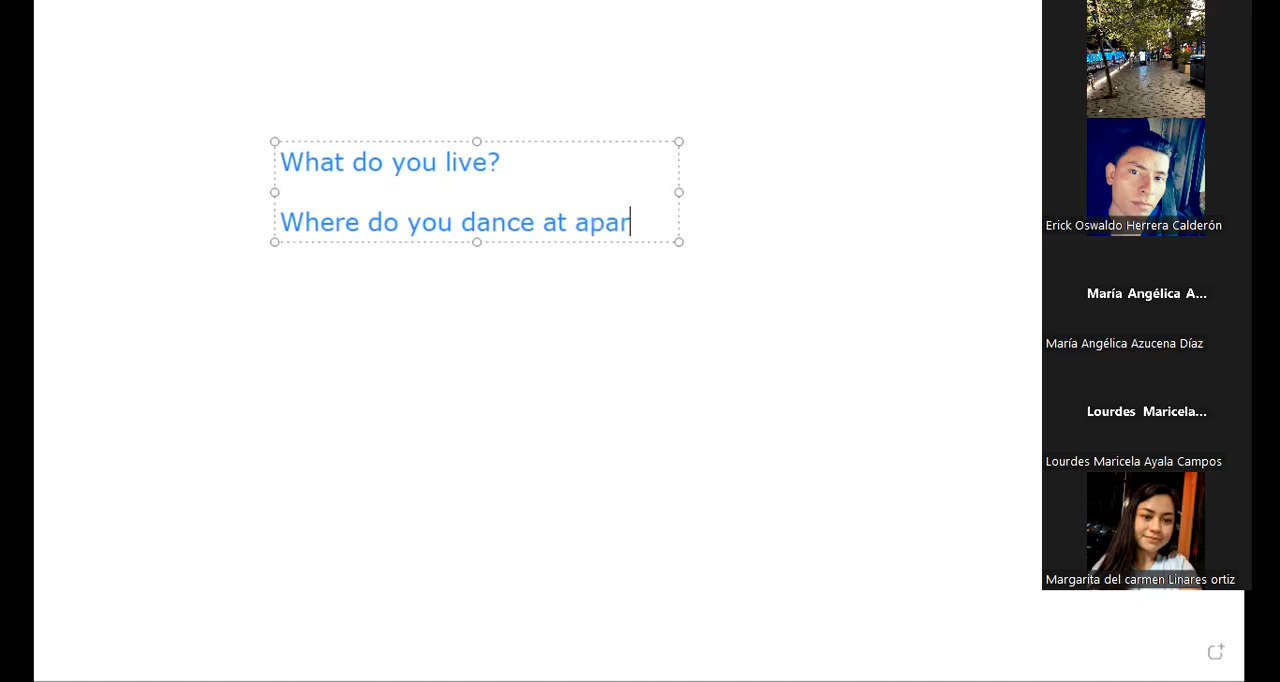 What do you live?
Where do you dance at apar
Erick Oswaldo Herrera Calderón
María Angélica A...
María Angélica Azucena Díaz
Lourdes Maricela...
Lourdes Maricela Ayala Campos
Margarita del carmen Linares ortiz